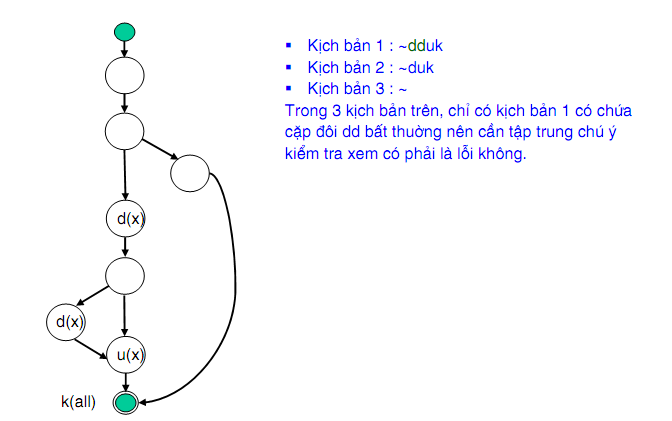 ▪ Kịch bản 1 : ~dduk
▪ Kịch bản 2 : ~duk
▪ Kịch bản 3 : ~
Trong 3 kịch bản trên, chỉ có kịch bản 1 có chứa
cặp đôi dd bất thuờng nên cần tập trung chú ý
kiểm tra xem có phải là lỗi không.
d(x)
d(x)
u(x)
k(all)